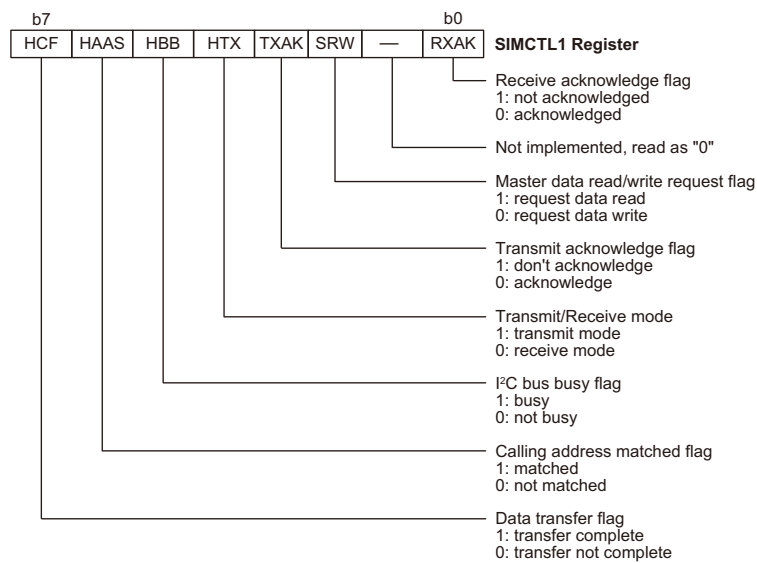 b7 b0
HCF HAAS HBB HTX TXAK SRW — RXAK SIMCTL1 Register
Receive acknowledge flag
1: not acknowledged
0: acknowledged
Not implemented, read as "0"
Master data read/write request flag
1: request data read
0: request data write
Transmit acknowledge flag
1: don't acknowledge
0: acknowledge
Transmit/Receive mode
1: transmit mode
0: receive mode
I²C bus busy flag
1: busy
0: not busy
Calling address matched flag
1: matched
0: not matched
Data transfer flag
1: transfer complete
0: transfer not complete